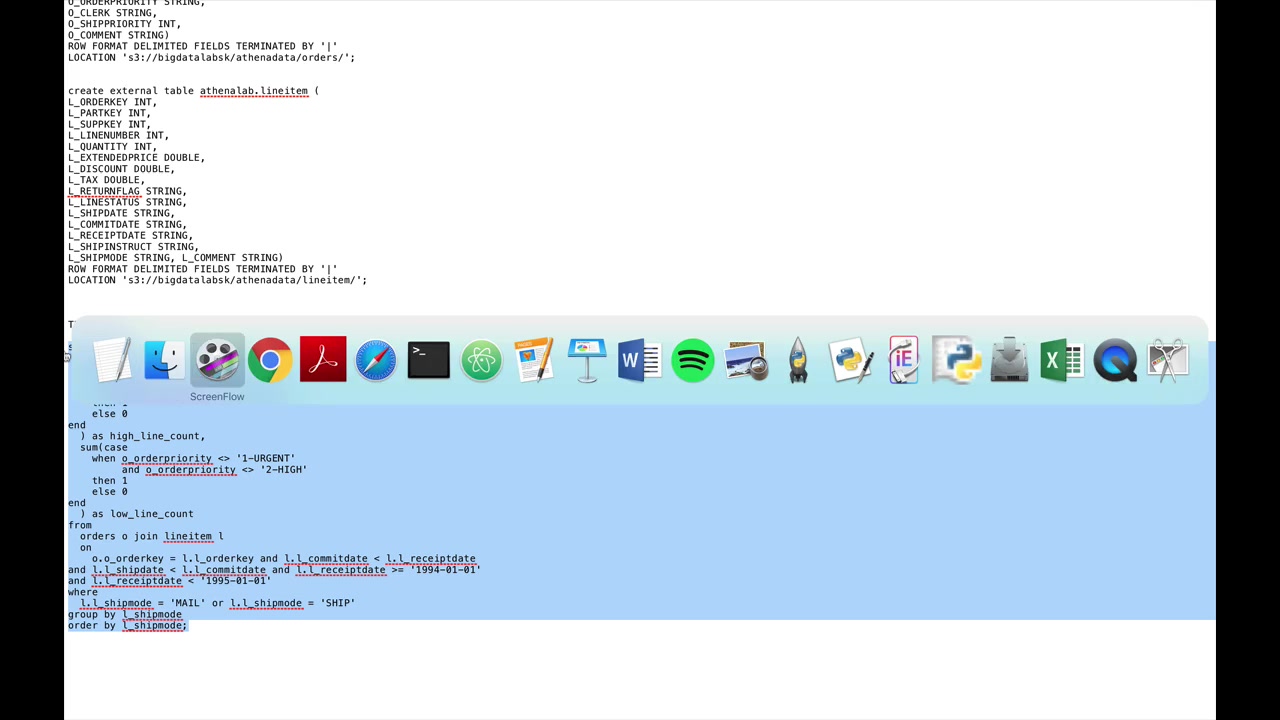 O_ORDERPRIORITY STRING,
O_CLERK STRING,
O_SHIPPRIORITY INT,
O_COMMENT STRING)
ROW FORMAT DELIMITED FIELDS TERMINATED BY '|'
LOCATION 's3://bigdatalabsk/athenadata/orders/';
create external table athenalab.lineitem (
L_ORDERKEY INT,
L_PARTKEY INT,
L_SUPPKEY INT,
L_LINENUMBER INT,
L_QUANTITY INT,
L_EXTENDEDPRICE DOUBLE,
L_DISCOUNT DOUBLE,
L_TAX DOUBLE,
L_RETURNFLAG STRING,
L_LINESTATUS STRING,
L_SHIPDATE STRING,
L_COMMITDATE STRING,
L_RECEIPTDATE STRING,
L_SHIPINSTRUCT STRING,
L_SHIPMODE STRING, L_COMMENT STRING)
ROW FORMAT DELIMITED FIELDS TERMINATED BY '|'
LOCATION 's3://bigdatalabsk/athenadata/lineitem/';
T
>_
W
iE
X
ScreenFlow
then 1
else 0
end
) as high_line_count,
sum(case
when o_orderpriority <> '1-URGENT'
and o_orderpriority <> '2-HIGH'
then 1
else 0
end
) as low_line_count
from
orders o join lineitem l
on
o.o_orderkey = l.l_orderkey and l.l_commitdate < l.l_receiptdate
and l.l_shipdate < l.l_commitdate and l.l_receiptdate >= '1994-01-01'
and l.l_receiptdate < '1995-01-01'
where
l.l_shipmode = 'MAIL' or l.l_shipmode = 'SHIP'
group by l_shipmode
order by l_shipmode;